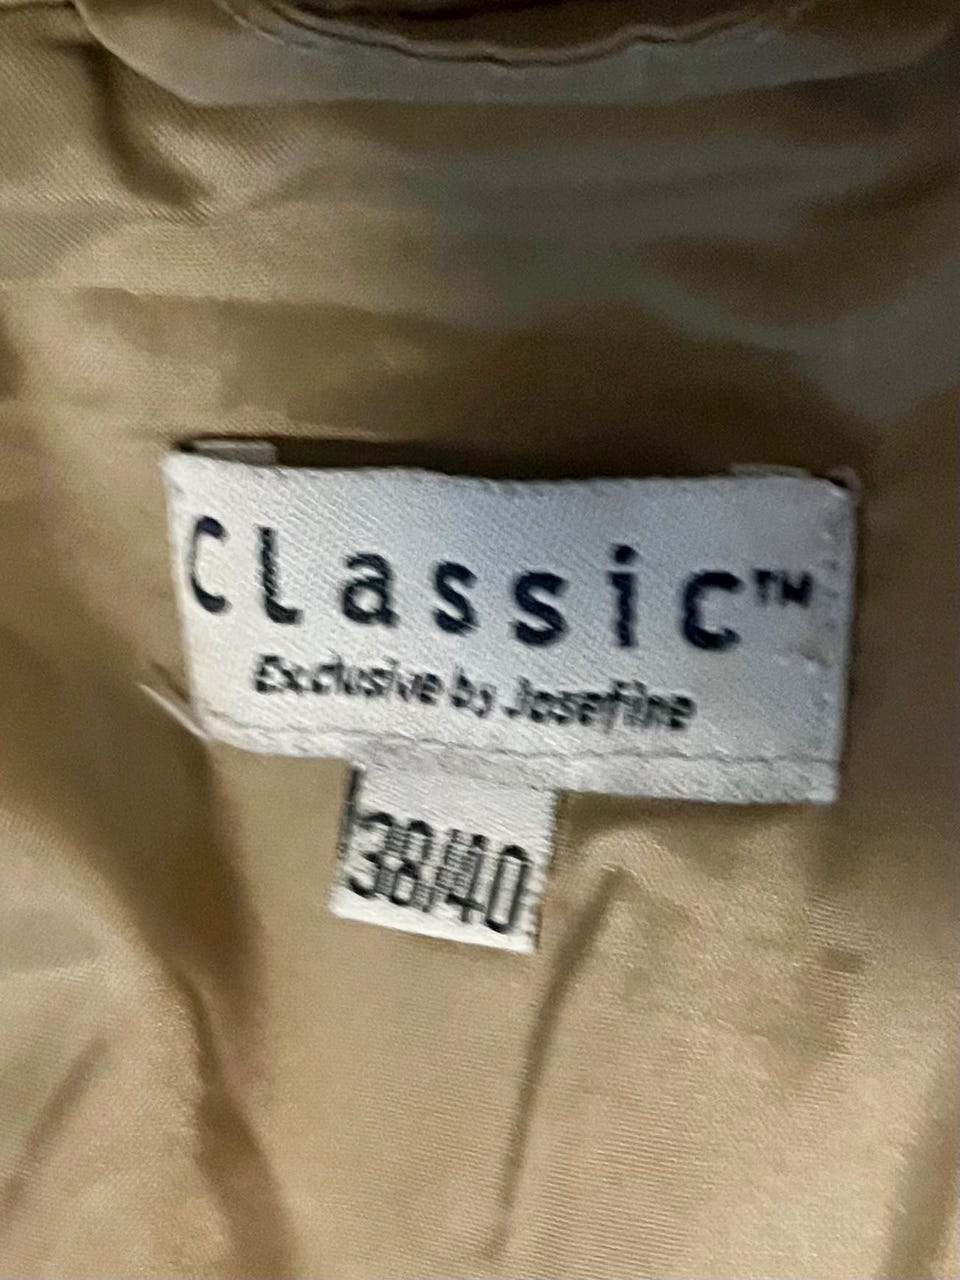 Classic™
Exclusive by Josefine
38/40